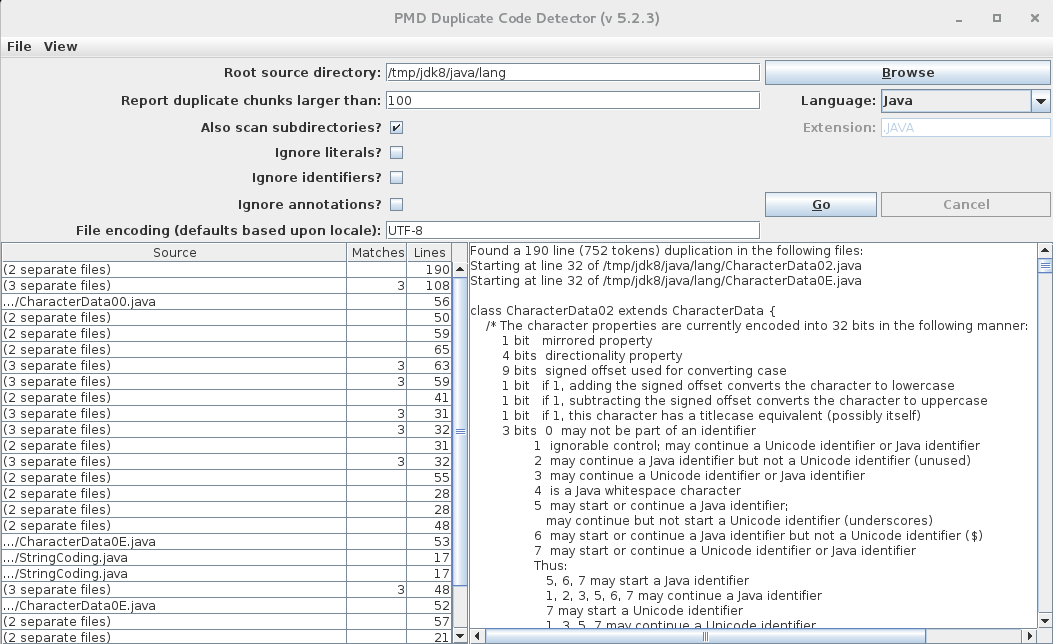 PMD Duplicate Code Detector (v 5.2.3)
File View
Root source directory: /tmp/jdk8/java/lang Browse
Report duplicate chunks larger than: 100 Language: Java
Also scan subdirectories? Extension: .JAVA
Ignore literals?
Ignore identifiers?
Ignore annotations? Go Cancel
File encoding (defaults based upon locale): UTF-8
Source Matches Lines
(2 separate files) 190
(3 separate files) 3 108
.../CharacterData00.java 56
(2 separate files) 50
(2 separate files) 59
(2 separate files) 65
(3 separate files) 3 63
(3 separate files) 3 59
(2 separate files) 41
(3 separate files) 3 31
(3 separate files) 3 32
(2 separate files) 31
(3 separate files) 3 32
(2 separate files) 55
(2 separate files) 28
(2 separate files) 28
(2 separate files) 48
.../CharacterData0E.java 53
.../StringCoding.java 17
.../StringCoding.java 17
(3 separate files) 3 48
.../CharacterData0E.java 52
(2 separate files) 57
(2 separate files) 21
Found a 190 line (752 tokens) duplication in the following files:
Starting at line 32 of /tmp/jdk8/java/lang/CharacterData02.java
Starting at line 32 of /tmp/jdk8/java/lang/CharacterData0E.java
class CharacterData02 extends CharacterData {
/* The character properties are currently encoded into 32 bits in the following manner:
1 bit mirrored property
4 bits directionality property
9 bits signed offset used for converting case
1 bit if 1, adding the signed offset converts the character to lowercase
1 bit if 1, subtracting the signed offset converts the character to uppercase
1 bit if 1, this character has a titlecase equivalent (possibly itself)
3 bits 0 may not be part of an identifier
1 ignorable control; may continue a Unicode identifier or Java identifier
2 may continue a Java identifier but not a Unicode identifier (unused)
3 may continue a Unicode identifier or Java identifier
4 is a Java whitespace character
5 may start or continue a Java identifier;
may continue but not start a Unicode identifier (underscores)
6 may start or continue a Java identifier but not a Unicode identifier ($)
7 may start or continue a Unicode identifier or Java identifier
Thus:
5, 6, 7 may start a Java identifier
1, 2, 3, 5, 6, 7 may continue a Java identifier
7 may start a Unicode identifier
1, 3, 5, 7 may continue a Unicode identifier